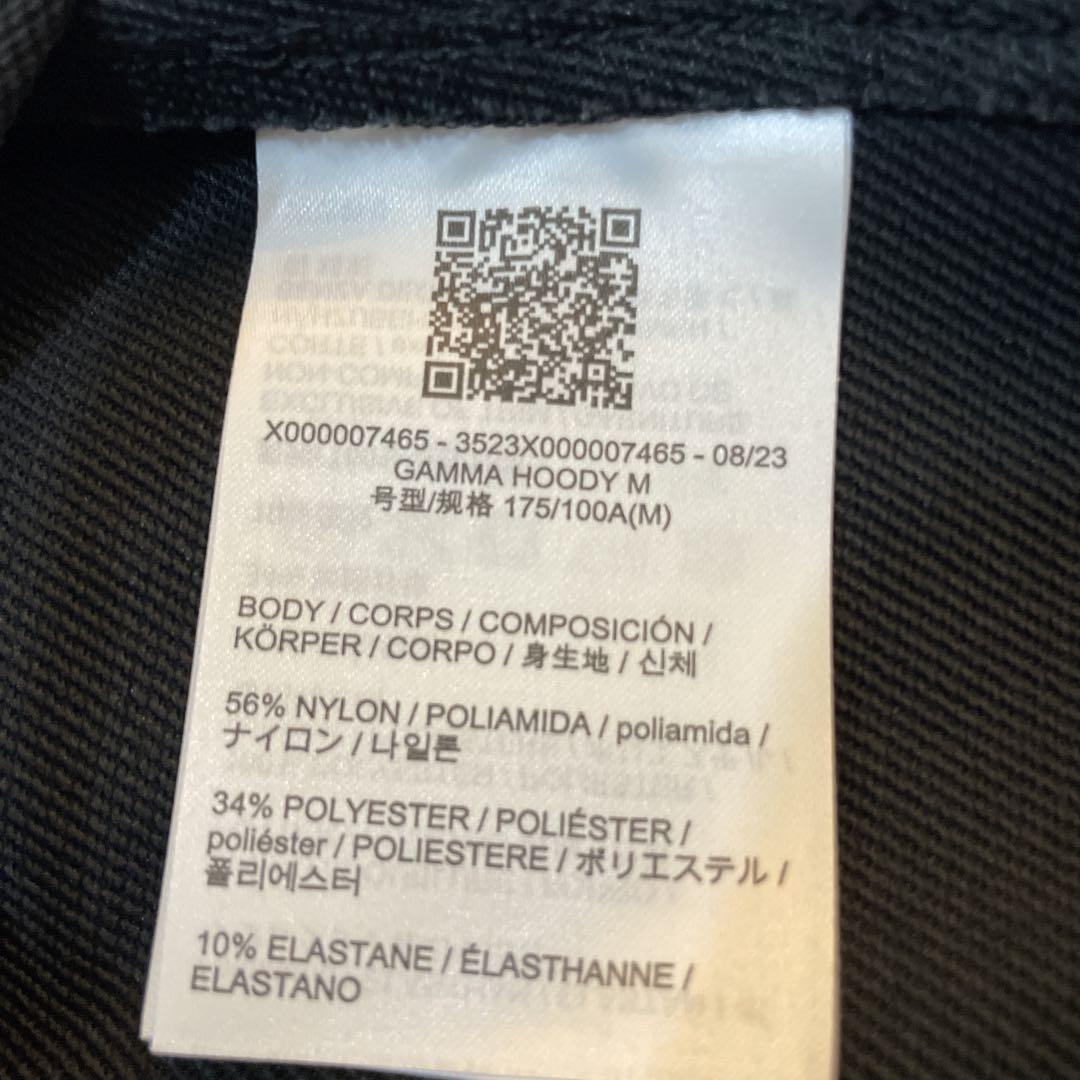 X000007465 - 3523X000007465 - 08/23
GAMMA HOODY M
号型/规格 175/100A(M)
BODY / CORPS / COMPOSICIÓN /
KÖRPER / CORPO / 身生地 / 신체
56% NYLON / POLIAMIDA / poliamida /
ナイロン / 나일론
34% POLYESTER / POLIÉSTER /
poliéster / POLIESTERE / ポリエステル /
폴리에스터
10% ELASTANE / ÉLASTHANNE /
ELASTANO